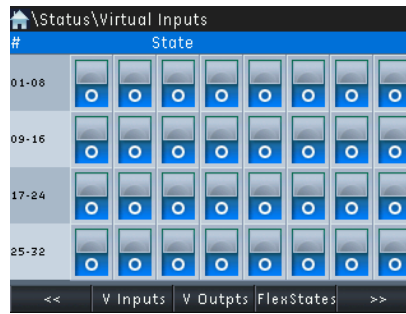 \Status\Virtual Inputs
# State
01-08
09-16
17-24
25-32
<< V Inputs V Outpts FlexStates >>